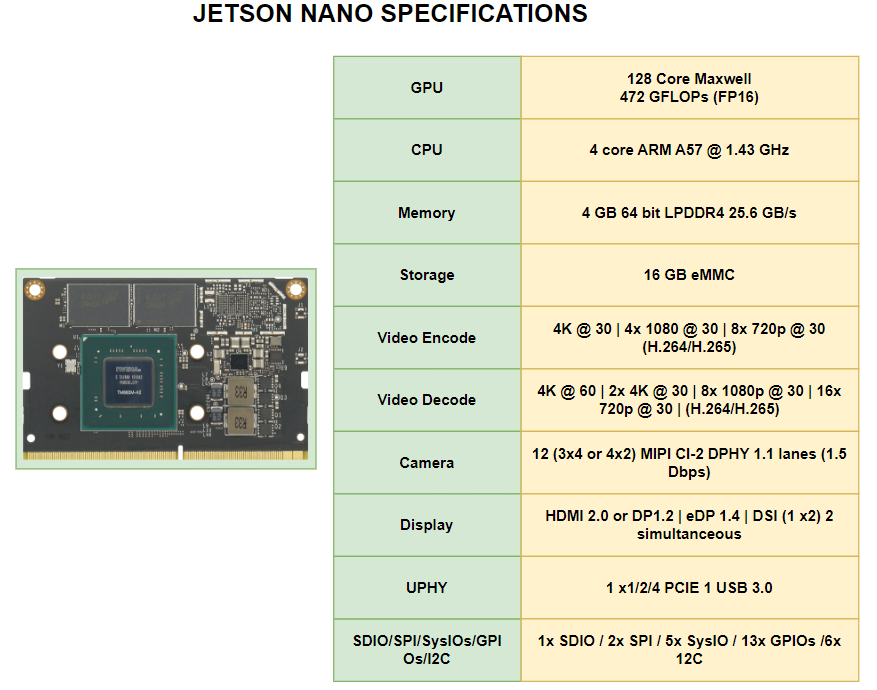 JETSON NANO SPECIFICATIONS
GPU
128 Core Maxwell
472 GFLOPs (FP16)
CPU
4 core ARM A57 @ 1.43 GHz
Memory
4 GB 64 bit LPDDR4 25.6 GB/s
Storage
16 GB eMMC
Video Encode
4K @ 30 | 4x 1080 @ 30 | 8x 720p @ 30
(H.264/H.265)
Video Decode
4K @ 60 | 2x 4K @ 30 | 8x 1080p @ 30 | 16x
720p @ 30 | (H.264/H.265)
Camera
12 (3x4 or 4x2) MIPI CI-2 DPHY 1.1 lanes (1.5
Dbps)
Display
HDMI 2.0 or DP1.2 | eDP 1.4 | DSI (1 x2) 2
simultanceous
UPHY
1 x1/2/4 PCIE 1 USB 3.0
SDIO/SPI/SysIOs/GPI
Os/I2C
1x SDIO / 2x SPI / 5x SysIO / 13x GPIOs /6x
12C
NVIDIA
R33
R33